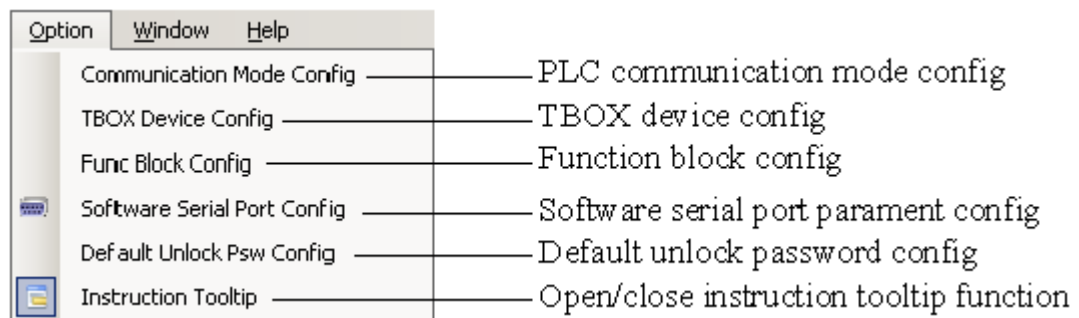 Option Window Help
Communication Mode Config PLC communication mode config
TBOX Device Config TBOX device config
Func Block Config Function block config
Software Serial Port Config Software serial port parament config
Default Unlock Psw Config Default unlock password config
Instruction Tooltip Open/close instruction tooltip function